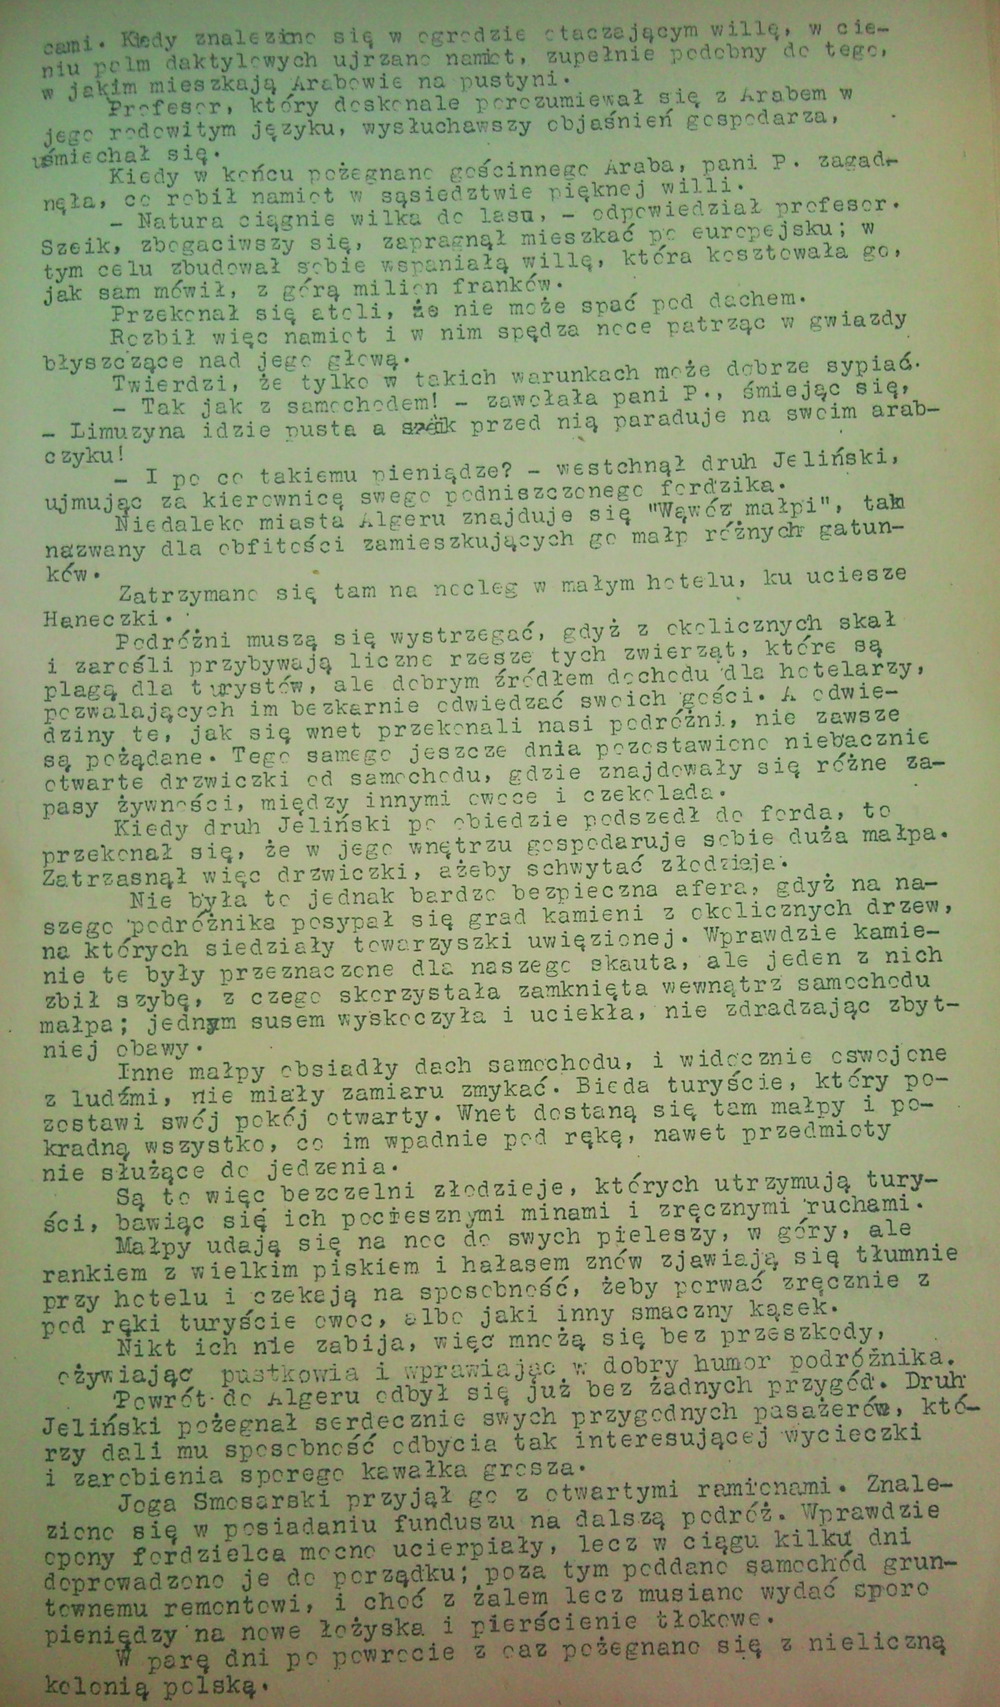 cami. Kiedy znaleziono się w ogrodzie otaczającym willę, w cie-
niu palm daktylowych ujrzano namiot, zupełnie podobny do tego,
w jakim mieszkają Arabowie na pustyni.
Profesor, który doskonale porozumiewał się z Arabem w
jego rodowitym języku, wysłuchawszy objaśnień gospodarza,
uśmiechał się.
Kiedy w końcu pożegnano gościnnego Araba, pani P. zagad-
nęła, co robił namiot w sąsiedztwie pięknej willi.
- Natura ciągnie wilka do lasu, - odpowiedział profesor.
Szeik, zbogaciwszy się, zapragnął mieszkać po europejsku; w
tym celu zbudował sobie wspaniałą willę, która kosztowała go,
jak sam mówił, z górą milion franków.
Przekonał się atoli, że nie może spać pod dachem.
Rozbił więc namiot i w nim spędza noce patrząc w gwiazdy
błyszczące nad jego głową.
Twierdzi, że tylko w takich warunkach może dobrze sypiać.
- Tak jak z samochodem! - zawołała pani P., śmiejąc się,
- Limuzyna idzie pusta a szeik przed nią paraduje na swoim arab-
czyku!
- I po co takiemu pieniądze? - westchnął druh Jeliński,
ujmując za kierownicę swego podniszczonego fordzika.
Niedaleko miasta Algeru znajduje się "Wąwóz małpi", tak
nazwany dla obfitości zamieszkujących go małp różnych gatun-
ków.
Zatrzymano się tam na nocleg w małym hotelu, ku uciesze
Haneczki.
Podróżni muszą się wystrzegać, gdyż z okolicznych skał
i zarośli przybywają liczne rzesze tych zwierząt, które są
plagą dla turystów, ale dobrym źródłem dochodu dla hotelarzy,
pozwalających im bezkarnie odwiedzać swoich gości. A odwie-
dziny te, jak się wnet przekonali nasi podróżni, nie zawsze
są pożądane. Tego samego jeszcze dnia pozostawiono niebacznie
otwarte drzwiczki od samochodu, gdzie znajdowały się różne za-
pasy żywności, między innymi owoce i czekolada.
Kiedy druh Jeliński po obiedzie podszedł do forda, to
przekonał się, że w jego wnętrzu gospodaruje sobie duża małpa.
Zatrzasnął więc drzwiczki, ażeby schwytać złodzieja.
Nie była to jednak bardzo bezpieczna afera, gdyż na na-
szego podróżnika posypał się grad kamieni z okolicznych drzew,
na których siedziały towarzyszki uwięzionej. Wprawdzie kamie-
nie te były przeznaczone dla naszego skauta, ale jeden z nich
zbił szybę, z czego skorzystała zamknięta wewnątrz samochodu
małpa; jednym susem wyskoczyła i uciekła, nie zdradzając zbyt-
niej obawy.
Inne małpy obsiadły dach samochodu, i widocznie oswojone
z ludźmi, nie miały zamiaru zmykać. Bieda turyście, który po-
zostawi swój pokój otwarty. Wnet dostaną się tam małpy i po-
kradną wszystko, co im wpadnie pod rękę, nawet przedmioty
nie służące do jedzenia.
Są to więc bezczelni złodzieje, których utrzymują tury-
ści, bawiąc się ich pociesznymi minami i zręcznymi ruchami.
Małpy udają się na noc do swych pieleszy, w góry, ale
rankiem z wielkim piskiem i hałasem znów zjawiają się tłumnie
przy hotelu i czekają na sposobność, żeby porwać zręcznie z
pod ręki turyście owoc, albo jaki inny smaczny kąsek.
Nikt ich nie zabija, więc mnożą się bez przeszkody,
ożywiając pustkowia i wprawiając w dobry humor podróżnika.
Powrót do Algeru odbył się już bez żadnych przygód. Druh
Jeliński pożegnał serdecznie swych przygodnych pasażerów, któ-
rzy dali mu sposobność odbycia tak interesującej wycieczki
i zarobienia sporego kawałka grosza.
Joga Smosarski przyjął go z otwartymi ramionami. Znale-
ziono się w posiadaniu funduszu na dalszą podróż. Wprawdzie
opony fordzielca mocno ucierpiały, lecz w ciągu kilku dni
doprowadzono je do porządku; poza tym poddano samochód grun-
townemu remontowi, i choć z żalem lecz musiano wydać sporo
pieniędzy na nowe łożyska i pierścienie tłokowe.
W parę dni po powrocie z oaz pożegnano się z nieliczną
kolonią polską.